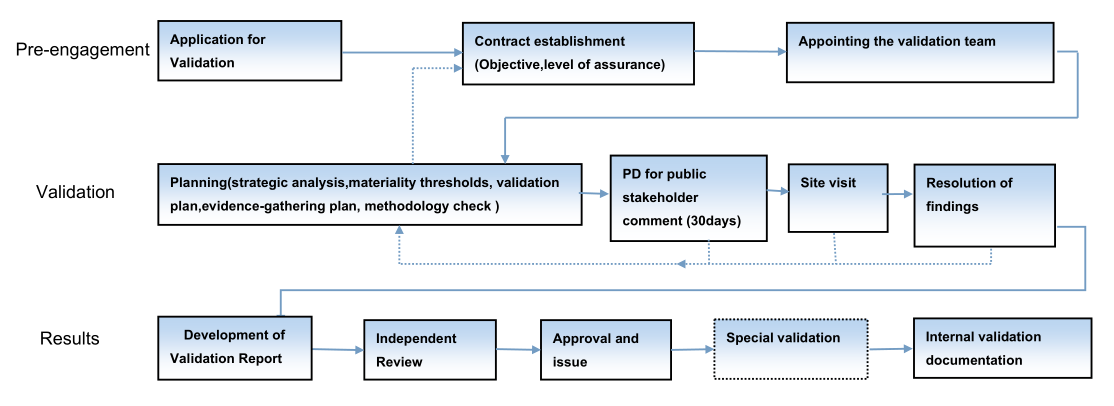 Pre-engagement
Application for
Validation
Contract establishment
(Objective,level of assurance)
Appointing the validation team
Validation
Planning(strategic analysis,materiality thresholds, validation
plan,evidence-gathering plan, methodology check )
PD for public
stakeholder
comment (30days)
Site visit
Resolution of
findings
Results
Development of
Validation Report
Independent
Review
Approval and
issue
Special validation
Internal validation
documentation